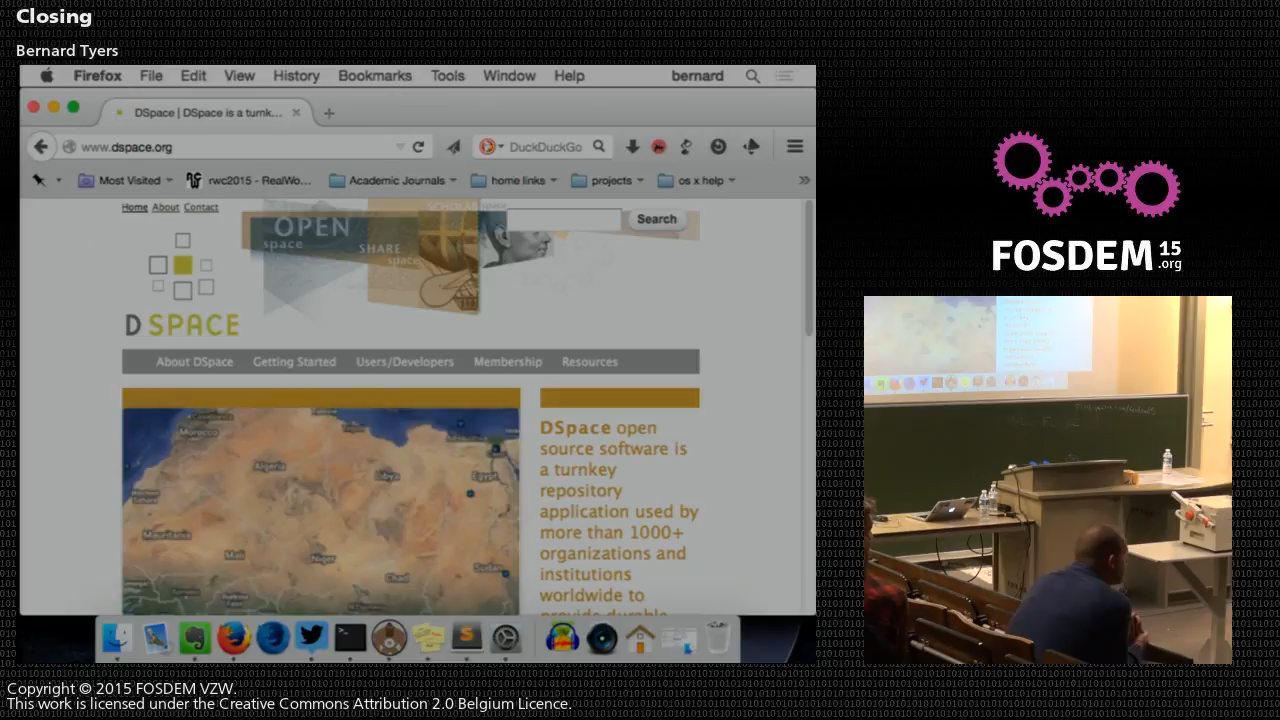 Closing
Bernard Tyers
Firefox File Edit View History Bookmarks Tools Window Help bernard
DSpace | DSpace is a turnk...
www.dspace.org
DuckDuckGo
Most Visited
rwc2015 - RealWo...
Academic Journals
home links
projects
os x help
Home About Contact
Search
OPEN
space
SHARE
space
D SPACE
About DSpace Getting Started Users/Developers Membership Resources
Morocco
Algeria
Libya
Egypt
Mauritania
Mali
Niger
Chad
Sudan
DSpace open
source software is
a turnkey
repository
application used by
more than 1000+
organizations and
institutions
worldwide to
provide durable
FOSDEM 15
.org
Copyright © 2015 FOSDEM VZW.
This work is licensed under the Creative Commons Attribution 2.0 Belgium Licence.